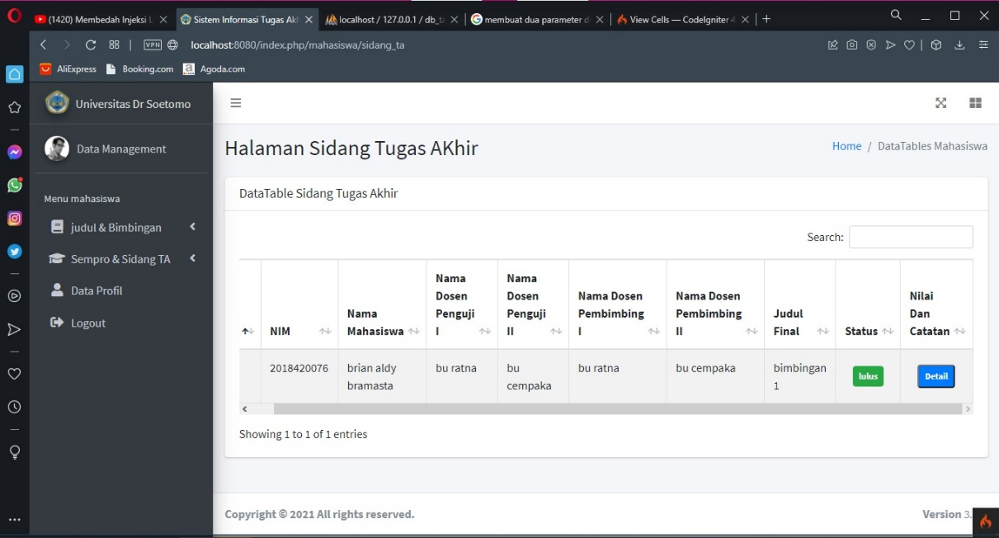 (1420) Membedah Injeksi L
Sistem Informasi Tugas Ak
localhost / 127.0.0.1 / db_t
membuat dua parameter d
View Cells — CodeIgniter 4
VPN
localhost:8080/index.php/mahasiswa/sidang_ta
AliExpress
Booking.com
Agoda.com
Universitas Dr Soetomo
Data Management
Menu mahasiswa
judul & Bimbingan
Sempro & Sidang TA
Data Profil
Logout
Halaman Sidang Tugas AKhir
Home / DataTables Mahasiswa
DataTable Sidang Tugas Akhir
Search:
NIM
Nama
Mahasiswa
Nama
Dosen
Penguji
I
Nama
Dosen
Penguji
II
Nama Dosen
Pembimbing
I
Nama Dosen
Pembimbing
II
Judul
Final
Status
Nilai
Dan
Catatan
2018420076
brian aldy
bramasta
bu ratna
bu
cempaka
bu ratna
bu cempaka
bimbingan
1
lulus
Detail
Showing 1 to 1 of 1 entries
Copyright © 2021 All rights reserved.
Version 3.